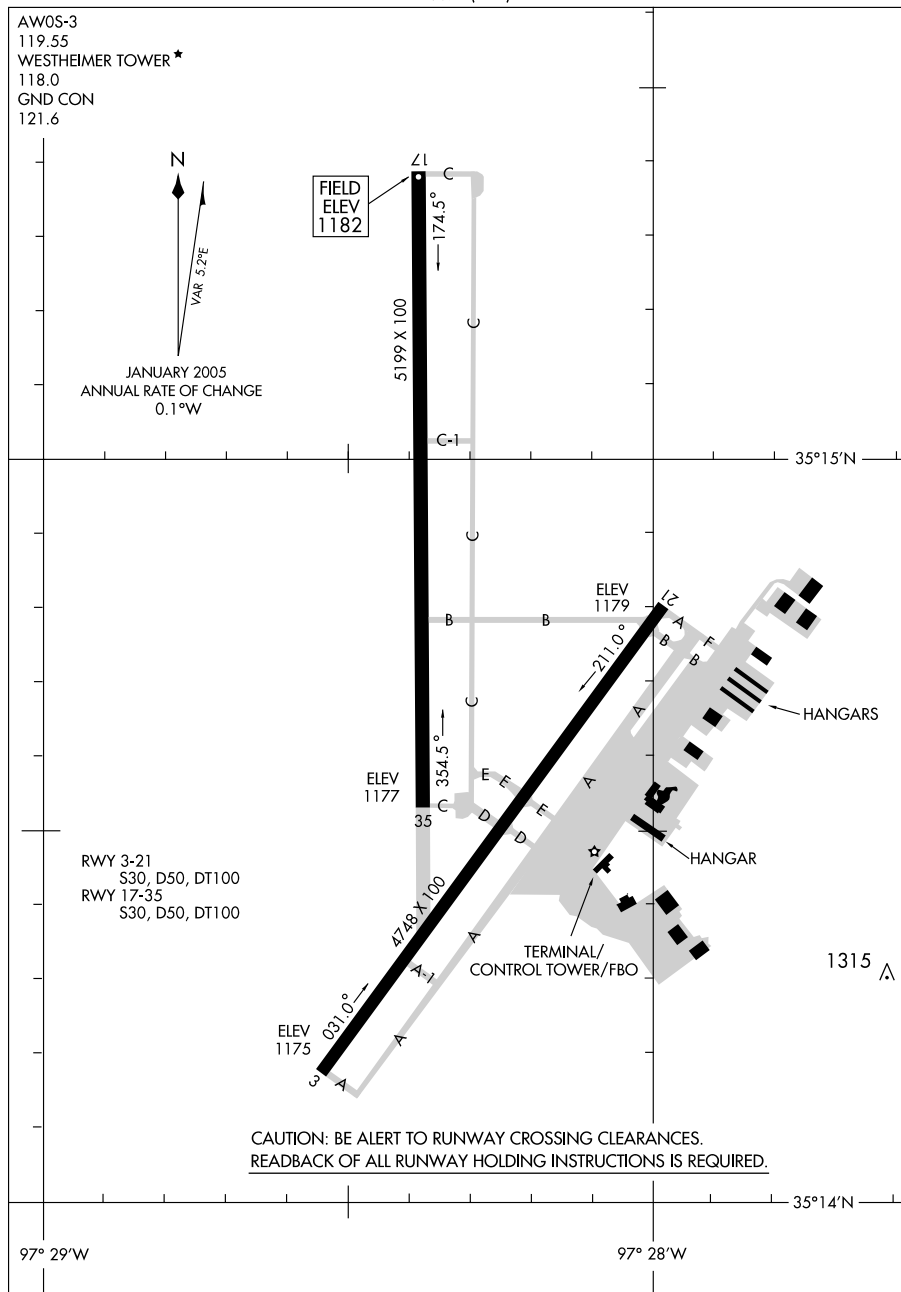 AWOS-3
119.55
WESTHEIMER TOWER
118.0
GND CON
121.6
N
VAR 5.2°E
JANUARY 2005
ANNUAL RATE OF CHANGE
0.1°W
FIELD
ELEV
1182
17
C
174.5°
5199 X 100
C
C-1
35°15'N
C
ELEV
1179
21
B
B
A
F
B
B
211.0°
C
A
HANGARS
354.5°
ELEV
1177
E
E
E
A
C
35
D
D
HANGAR
RWY 3-21
S30, D50, DT100
RWY 17-35
S30, D50, DT100
4748 X 100
A
TERMINAL/
CONTROL TOWER/FBO
1315
A-1
031.0°
ELEV
1175
A
3
A
CAUTION: BE ALERT TO RUNWAY CROSSING CLEARANCES.
READBACK OF ALL RUNWAY HOLDING INSTRUCTIONS IS REQUIRED.
35°14'N
97° 29'W
97° 28'W